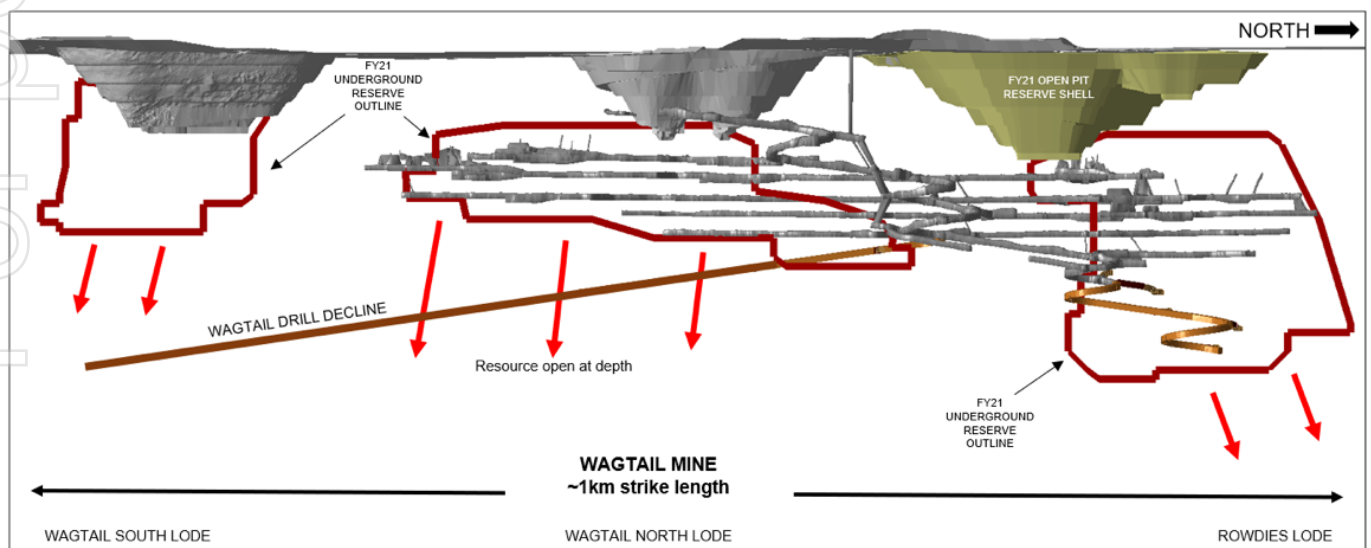 NORTH
FY21
UNDERGROUND
RESERVE
OUTLINE
FY21 OPEN PIT
RESERVE SHELL
WAGTAIL DRILL DECLINE
Resource open at depth
FY21
UNDERGROUND
RESERVE
OUTLINE
WAGTAIL MINE
~1km strike length
WAGTAIL SOUTH LODE
WAGTAIL NORTH LODE
ROWDIES LODE